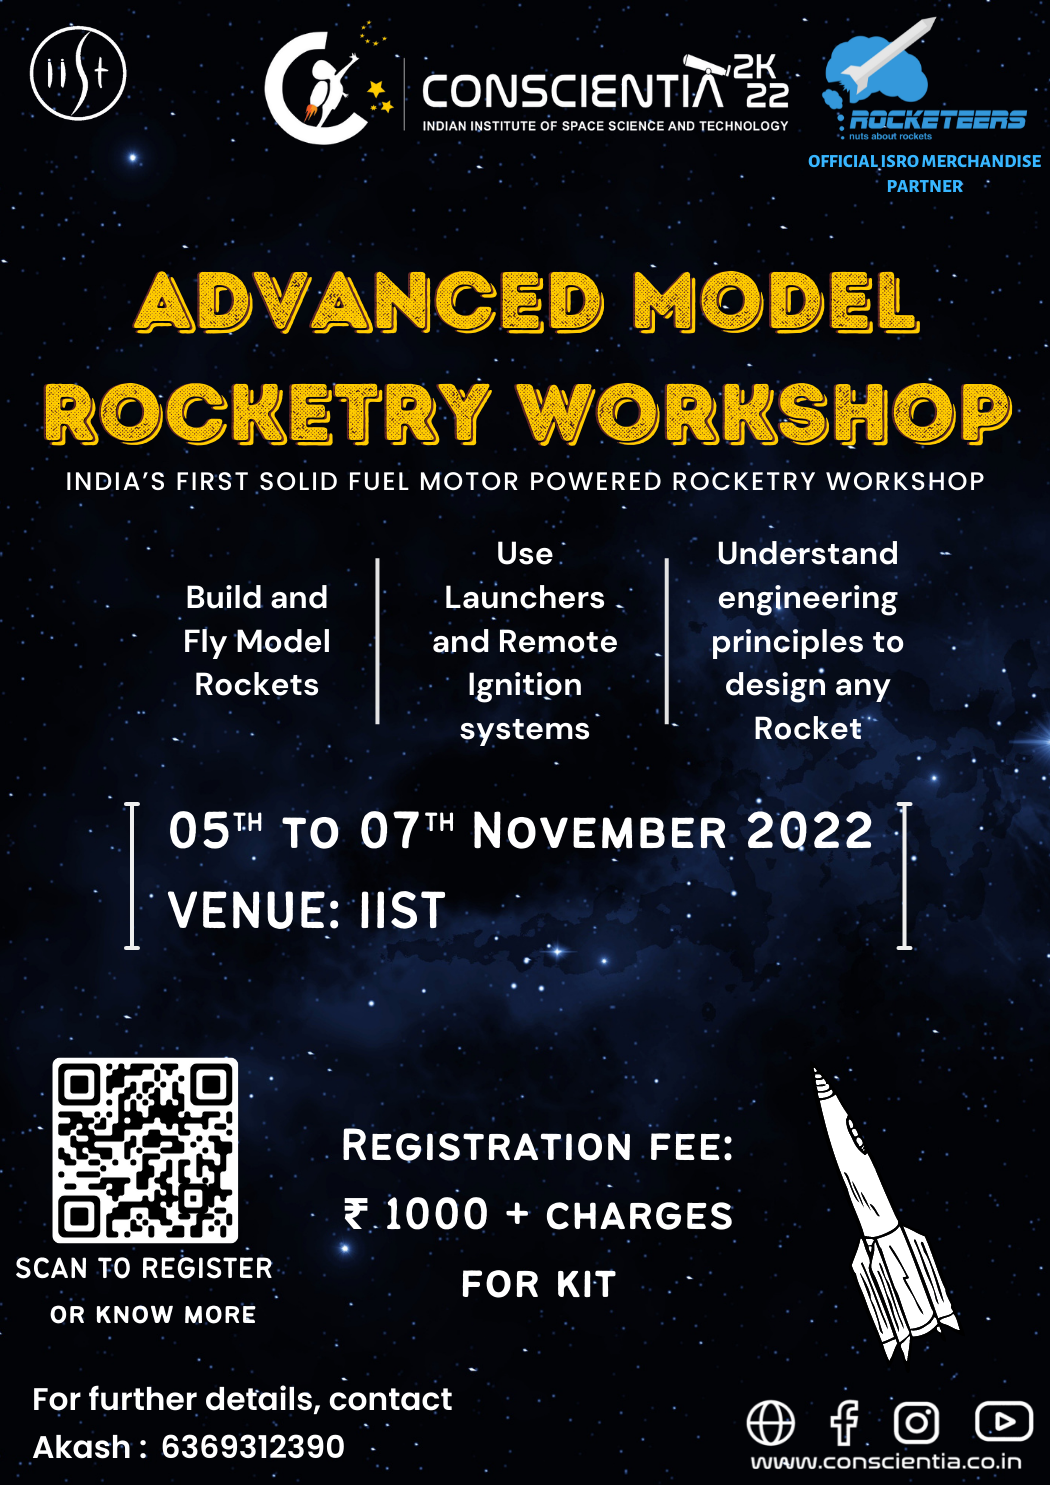 iist
CONSCIENTIA 2K22
INDIAN INSTITUTE OF SPACE SCIENCE AND TECHNOLOGY
ROCKETEERS
nuts about rockets
OFFICIAL ISRO MERCHANDISE
PARTNER
ADVANCED MODEL
ROCKETRY WORKSHOP
INDIA'S FIRST SOLID FUEL MOTOR POWERED ROCKETRY WORKSHOP
Build and
Fly Model
Rockets
Use
Launchers
and Remote
Ignition
systems
Understand
engineering
principles to
design any
Rocket
05TH TO 07TH NOVEMBER 2022
VENUE: IIST
SCAN TO REGISTER
OR KNOW MORE
REGISTRATION FEE:
₹ 1000 + CHARGES
FOR KIT
For further details, contact
Akash : 6369312390
www.conscientia.co.in